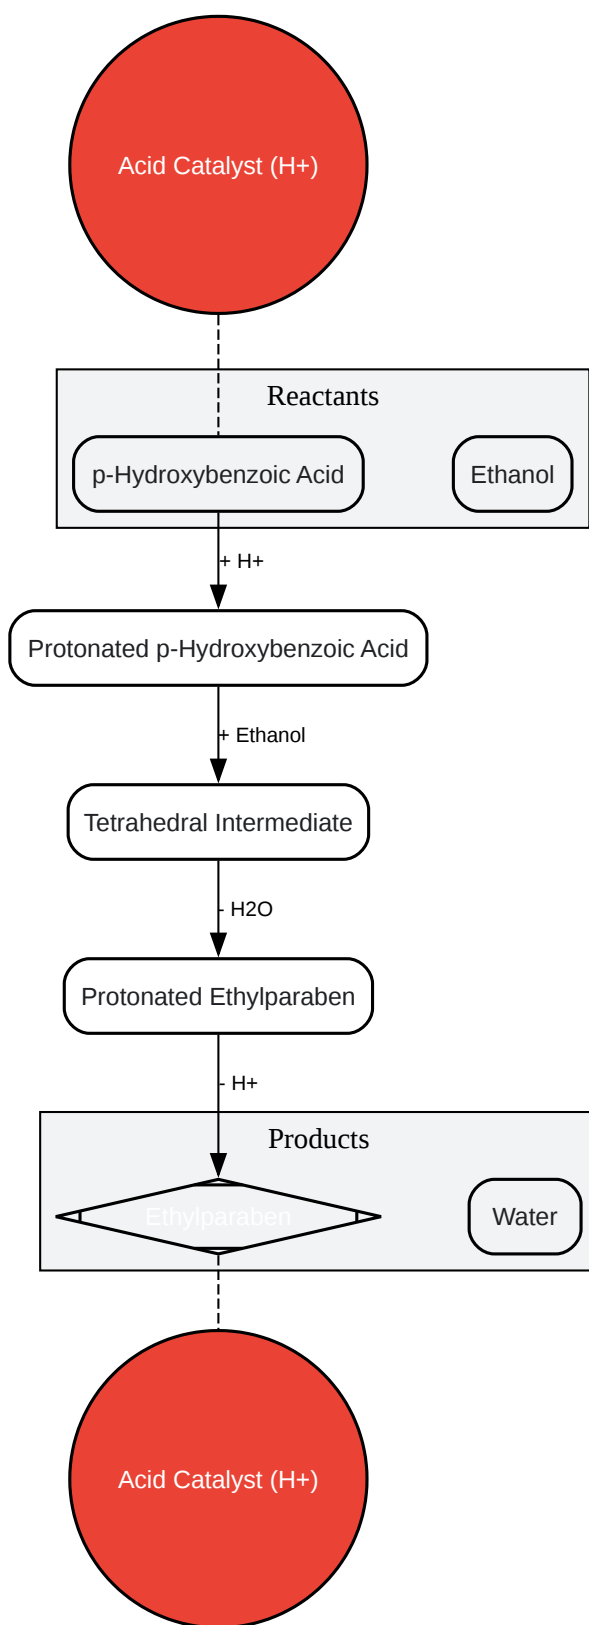 Acid Catalyst (H+)
Reactants
p-Hydroxybenzoic Acid
Ethanol
+ H+
Protonated p-Hydroxybenzoic Acid
+ Ethanol
Tetrahedral Intermediate
- H2O
Protonated Ethylparaben
- H+
Products
Ethylparaben
Water
Acid Catalyst (H+)